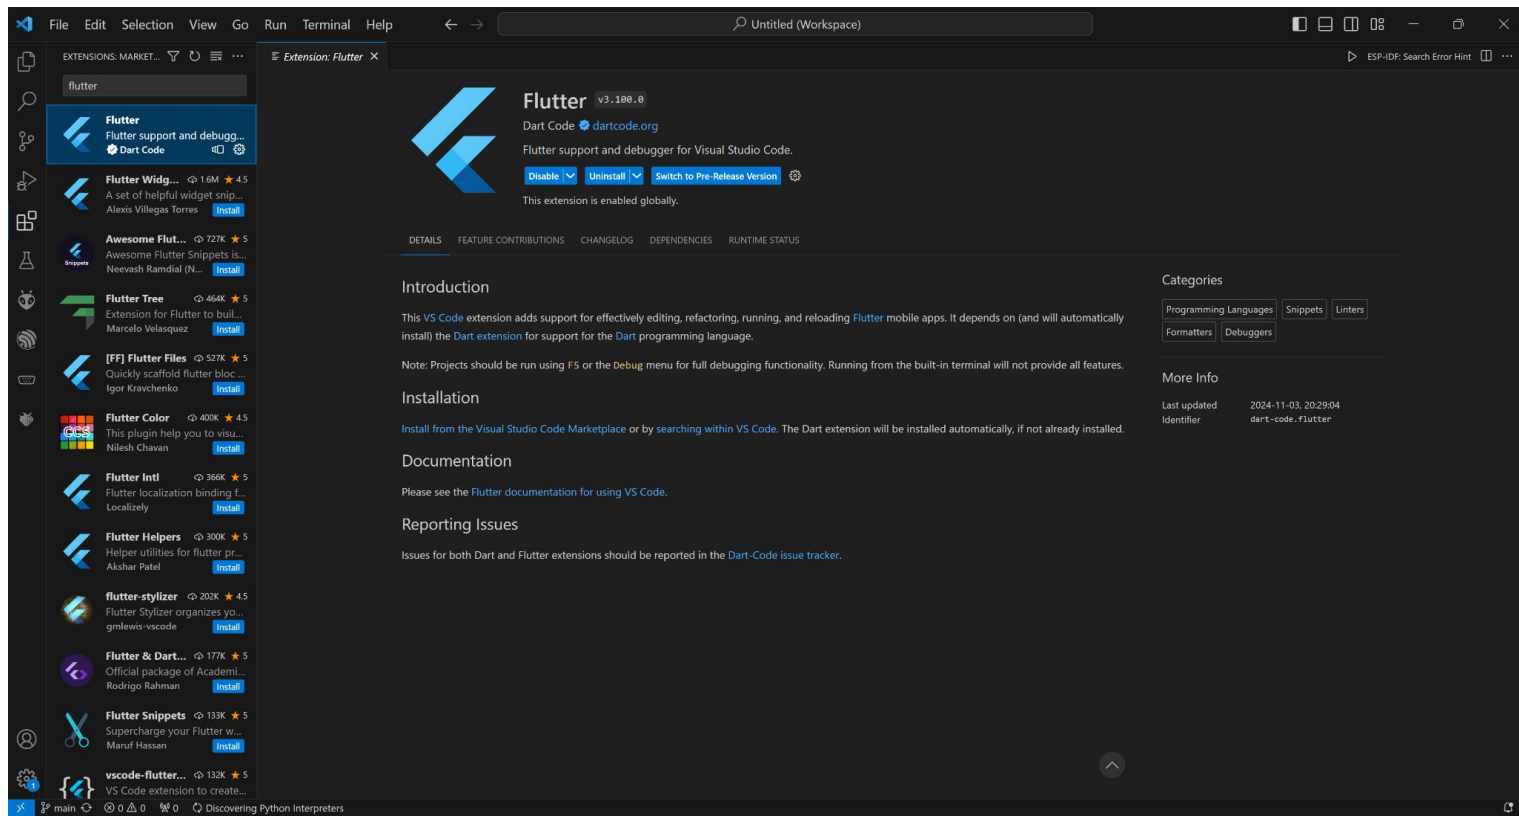 File Edit Selection View Go Run Terminal Help
Untitled (Workspace)
EXTENSIONS: MARKET...
flutter
Flutter
Flutter support and debugg...
Dart Code
Flutter Widg... 1.6M ★ 4.5
A set of helpful widget snip...
Alexis Villegas Torres Install
Awesome Flut... 727K ★ 5
Awesome Flutter Snippets is...
Neevash Ramdial (N... Install
Snippets
Flutter Tree 464K ★ 5
Extension for Flutter to buil...
Marcelo Velasquez Install
[FF] Flutter Files 527K ★ 5
Quickly scaffold flutter bloc ...
Igor Kravchenko Install
Flutter Color 400K ★ 4.5
This plugin help you to visu...
Nilesh Chavan Install
Flutter Intl 366K ★ 5
Flutter localization binding f...
Localizely Install
Flutter Helpers 300K ★ 5
Helper utilities for flutter pr...
Akshar Patel Install
flutter-stylizer 202K ★ 4.5
Flutter Stylizer organizes yo...
gmlewis-vscode Install
Flutter & Dart... 177K ★ 5
Official package of Academi...
Rodrigo Rahman Install
Flutter Snippets 133K ★ 5
Supercharge your Flutter w...
Maruf Hassan Install
vscode-flutter... 132K ★ 5
VS Code extension to create...
Extension: Flutter
ESP-IDF: Search Error Hint
Flutter v3.100.0
Dart Code dartcode.org
Flutter support and debugger for Visual Studio Code.
Disable Uninstall Switch to Pre-Release Version
This extension is enabled globally.
DETAILS FEATURE CONTRIBUTIONS CHANGELOG DEPENDENCIES RUNTIME STATUS
Introduction
This VS Code extension adds support for effectively editing, refactoring, running, and reloading Flutter mobile apps. It depends on (and will automatically
install) the Dart extension for support for the Dart programming language.
Note: Projects should be run using F5 or the Debug menu for full debugging functionality. Running from the built-in terminal will not provide all features.
Installation
Install from the Visual Studio Code Marketplace or by searching within VS Code. The Dart extension will be installed automatically, if not already installed.
Documentation
Please see the Flutter documentation for using VS Code.
Reporting Issues
Issues for both Dart and Flutter extensions should be reported in the Dart-Code issue tracker.
Categories
Programming Languages Snippets Linters
Formatters Debuggers
More Info
Last updated 2024-11-03, 20:29:04
Identifier dart-code.flutter
1
main 0 0 0 Discovering Python Interpreters